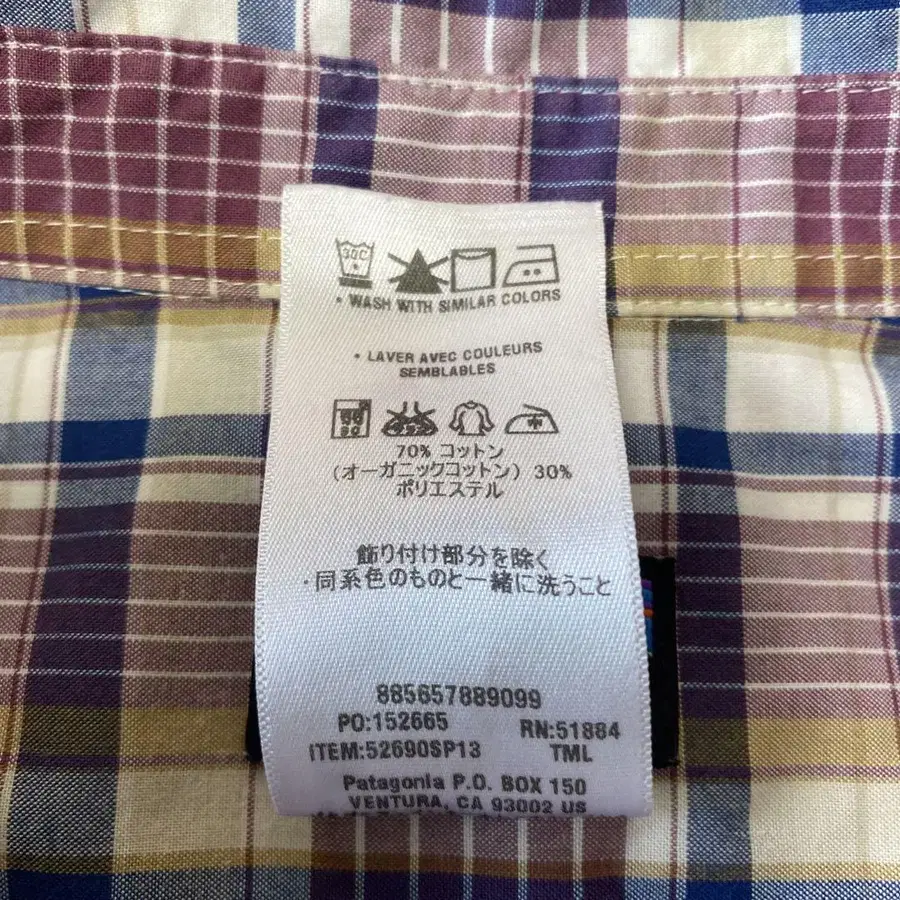 30C
• WASH WITH SIMILAR COLORS
• LAVER AVEC COULEURS
SEMBLABLES
70% コットン
(オーガニックコットン) 30%
ポリエステル
飾り付け部分を除く
・同系色のものと一緒に洗うこと
885657889099
PO:152665 RN:51884
ITEM:52690SP13 TML
Patagonia P.O. BOX 150
VENTURA, CA 93002 US